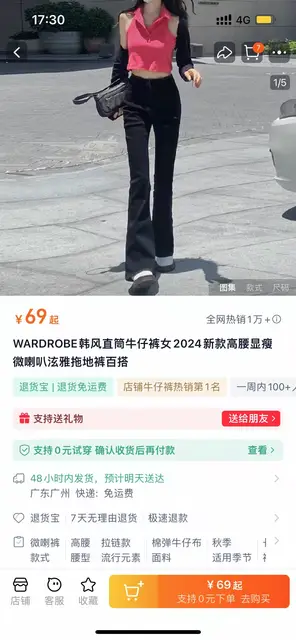 17:30
4G
7
1/5
图集 款式 尺码
¥69起
全网热销1万+
WARDROBE韩风直筒牛仔裤女2024新款高腰显瘦
微喇叭泫雅拖地裤百搭
退货宝 | 退货免运费
店铺牛仔裤热销第1名
一周内100+
支持送礼物
送给朋友
支持0元试穿 确认收货后再付款
查看
48小时内发货，预计明天送达
广东广州 快递：免运费
退货宝 7天无理由退货 极速退款
微喇裤 高腰 拉链款 棉弹牛仔布 秋季
款式 腰型 流行元素 面料 适用季节
店铺
客服
收藏
¥69起
支持0元下单 去购买